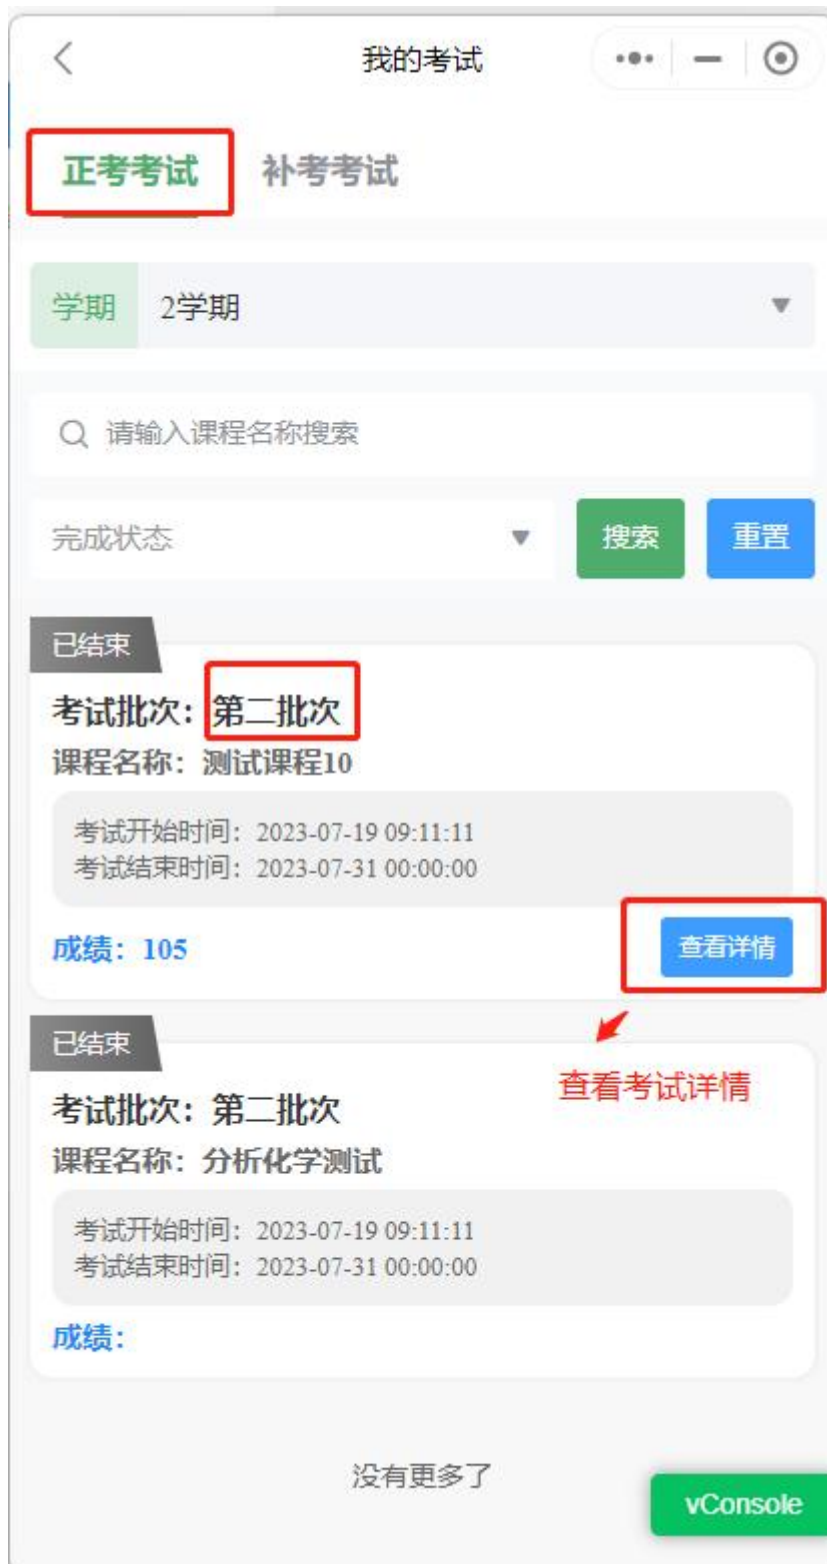 我的考试
正考考试 补考考试
学期 2学期
请输入课程名称搜索
完成状态 搜索 重置
已结束
考试批次：第二批次
课程名称：测试课程10
考试开始时间：2023-07-19 09:11:11
考试结束时间：2023-07-31 00:00:00
成绩：105 查看详情
已结束
查看考试详情
考试批次：第二批次
课程名称：分析化学测试
考试开始时间：2023-07-19 09:11:11
考试结束时间：2023-07-31 00:00:00
成绩：
没有更多了
vConsole